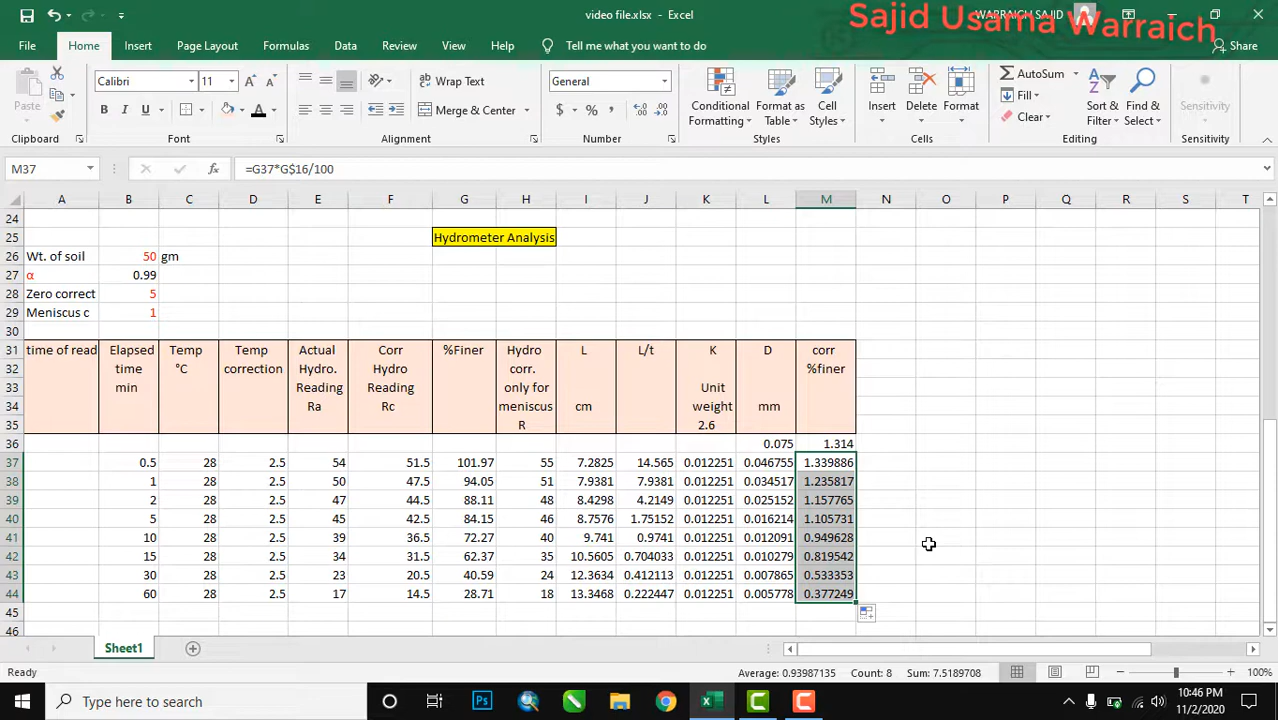 video file.xlsx - Excel
WARRAICH SAJID
Sajid Usama Warraich
File Home Insert Page Layout Formulas Data Review View Help Tell me what you want to do Share
Paste
Calibri 11
B I U
Wrap Text
Merge & Center
General
$ % ,
Conditional Formatting
Format as Table
Cell Styles
Insert
Delete
Format
AutoSum
Fill
Clear
Sort & Filter
Find & Select
Sensitivity
Clipboard Font Alignment Number Styles Cells Editing Sensitivity
M37 =G37*G$16/100
A B C D E F G H I J K L M N O P Q R S T
24
25 Hydrometer Analysis
26 Wt. of soil 50 gm
27 α 0.99
28 Zero correct 5
29 Meniscus c 1
30
31 time of read Elapsed Temp Temp Actual Corr %Finer Hydro L L/t K D corr
32 time °C correction Hydro. Hydro corr. %finer
33 min Reading Reading only for Unit
34 Ra Rc meniscus cm weight mm
35 R 2.6
36 0.075 1.314
37 0.5 28 2.5 54 51.5 101.97 55 7.2825 14.565 0.012251 0.046755 1.339886
38 1 28 2.5 50 47.5 94.05 51 7.9381 7.9381 0.012251 0.034517 1.235817
39 2 28 2.5 47 44.5 88.11 48 8.4298 4.2149 0.012251 0.025152 1.157765
40 5 28 2.5 45 42.5 84.15 46 8.7576 1.75152 0.012251 0.016214 1.105731
41 10 28 2.5 39 36.5 72.27 40 9.741 0.9741 0.012251 0.012091 0.949628
42 15 28 2.5 34 31.5 62.37 35 10.5605 0.704033 0.012251 0.010279 0.819542
43 30 28 2.5 23 20.5 40.59 24 12.3634 0.412113 0.012251 0.007865 0.533353
44 60 28 2.5 17 14.5 28.71 18 13.3468 0.222447 0.012251 0.005778 0.377249
45
46
Sheet1
Ready Average: 0.93987135 Count: 8 Sum: 7.5189708 100%
Type here to search
10:46 PM
11/2/2020